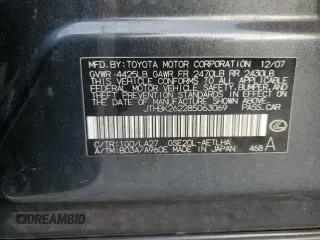 MFD. BY: TOYOTA MOTOR CORPORATION 12/07
GVWR 4425LB GAWR FR 2470LB RR 2430LB
THIS VEHICLE CONFORMS TO ALL APPLICABLE
FEDERAL MOTOR VEHICLE SAFETY, BUMPER, AND
THEFT PREVENTION STANDARDS IN EFFECT ON
THE DATE OF MANUFACTURE SHOWN ABOVE.
JTHBK262285063069 PASS. CAR
C/TR: 1G0/LA27 GSE20L-AETLHA
A/TM: B03A/A960E MADE IN JAPAN 468 A